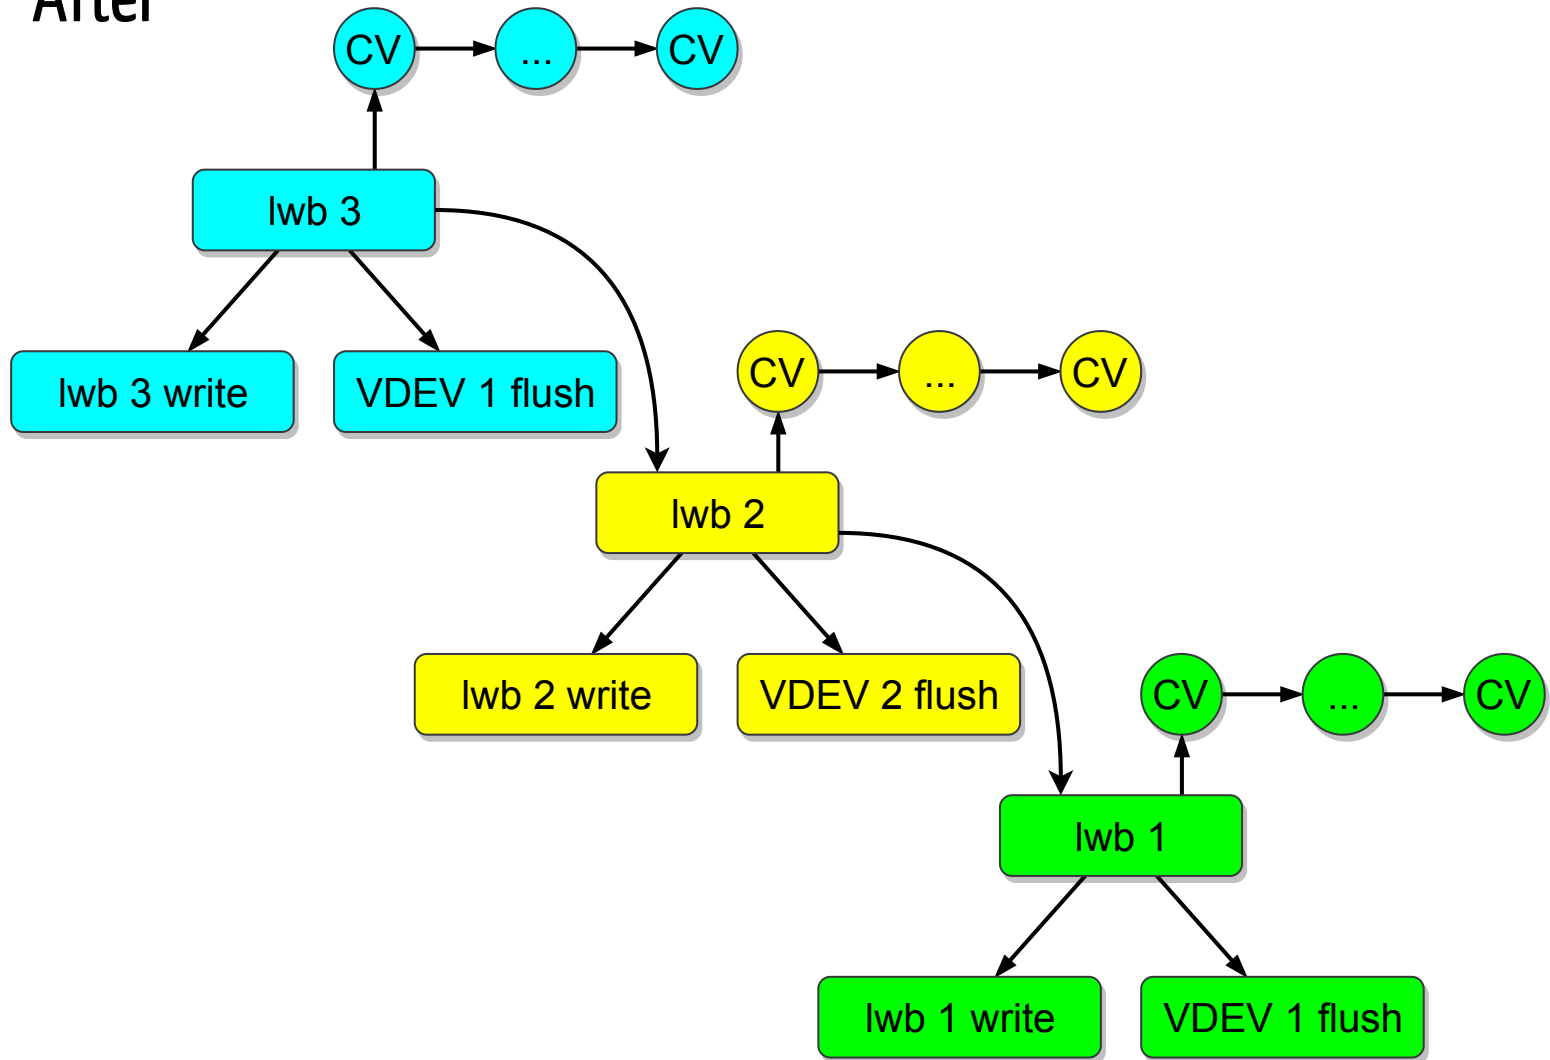 After
CV ... CV
lwb 3
lwb 3 write VDEV 1 flush
CV ... CV
lwb 2
lwb 2 write VDEV 2 flush
CV ... CV
lwb 1
lwb 1 write VDEV 1 flush